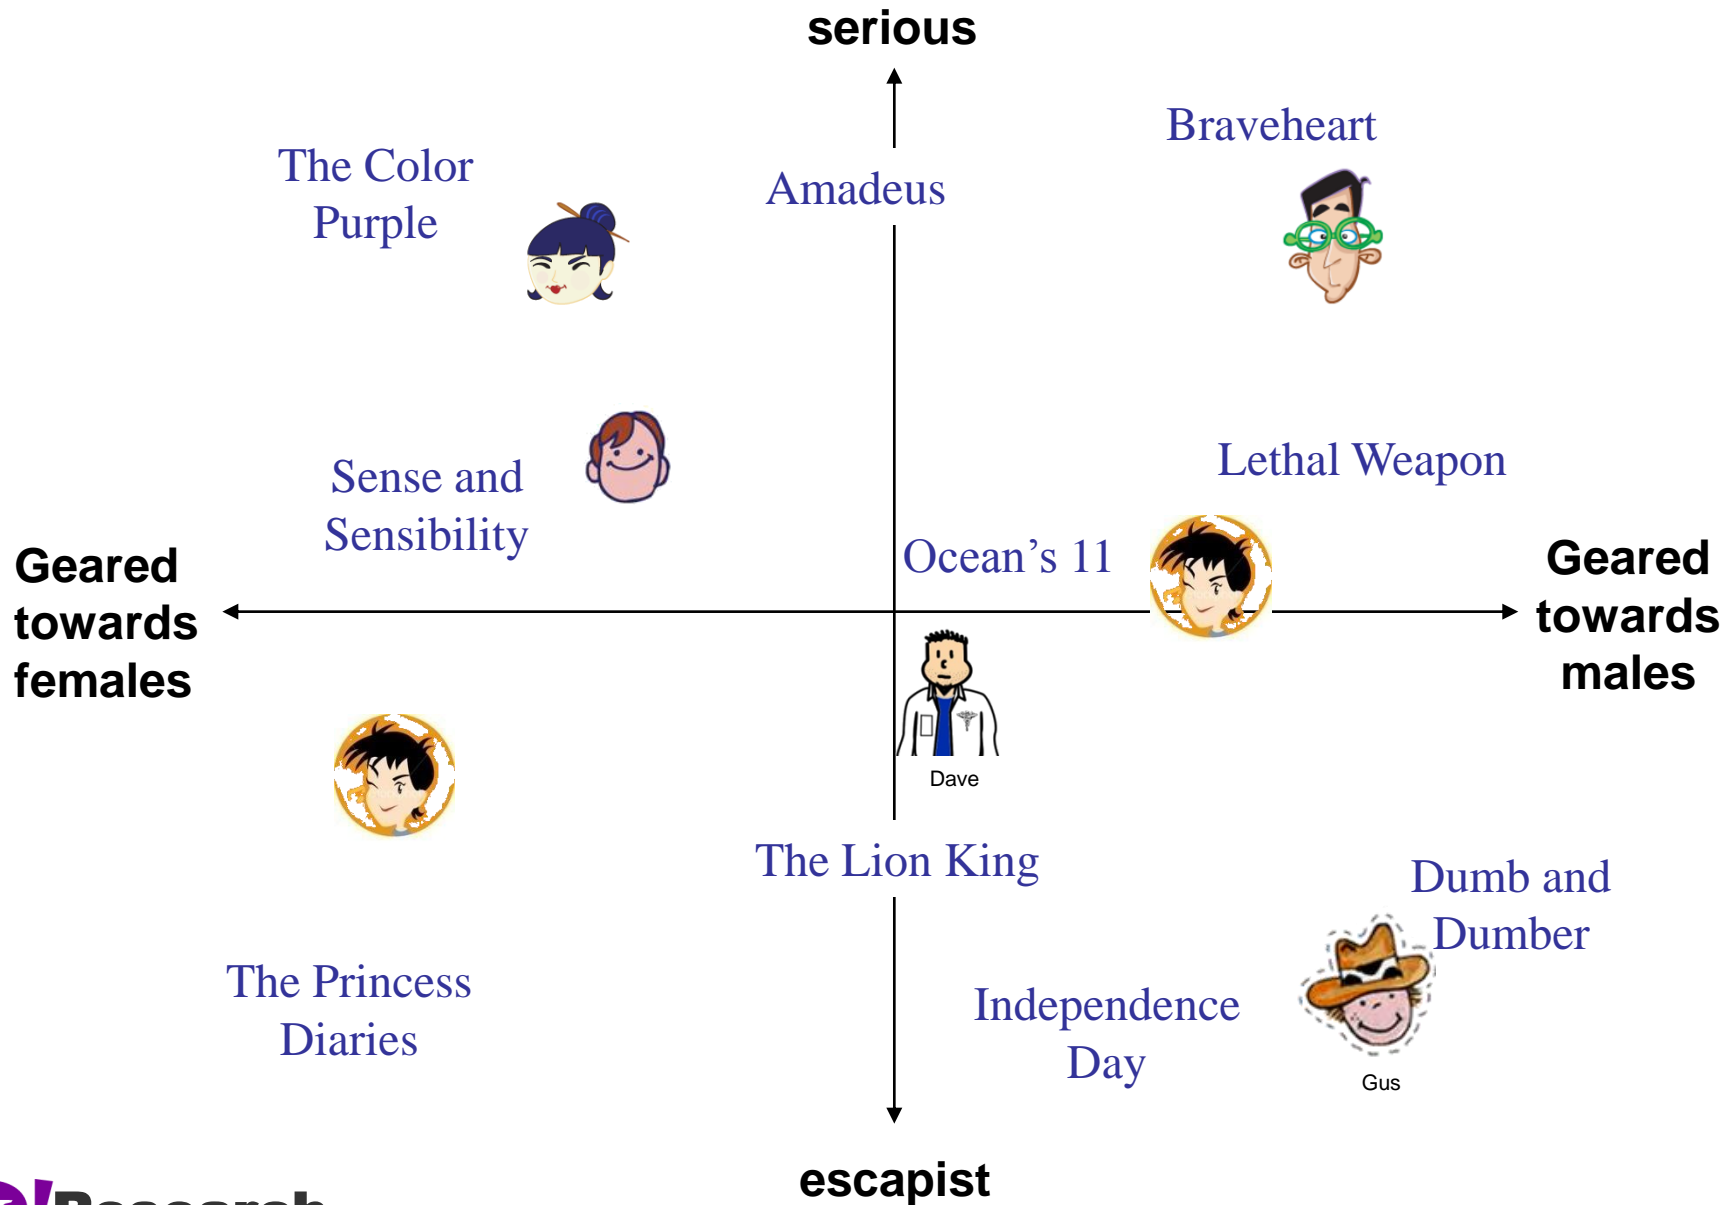 serious
Braveheart
The Color
Purple
Amadeus
Sense and
Sensibility
Lethal Weapon
Ocean’s 11
Geared
towards
females
Geared
towards
males
Dave
The Lion King
Dumb and
Dumber
The Princess
Diaries
Independence
Day
Gus
escapist
Research